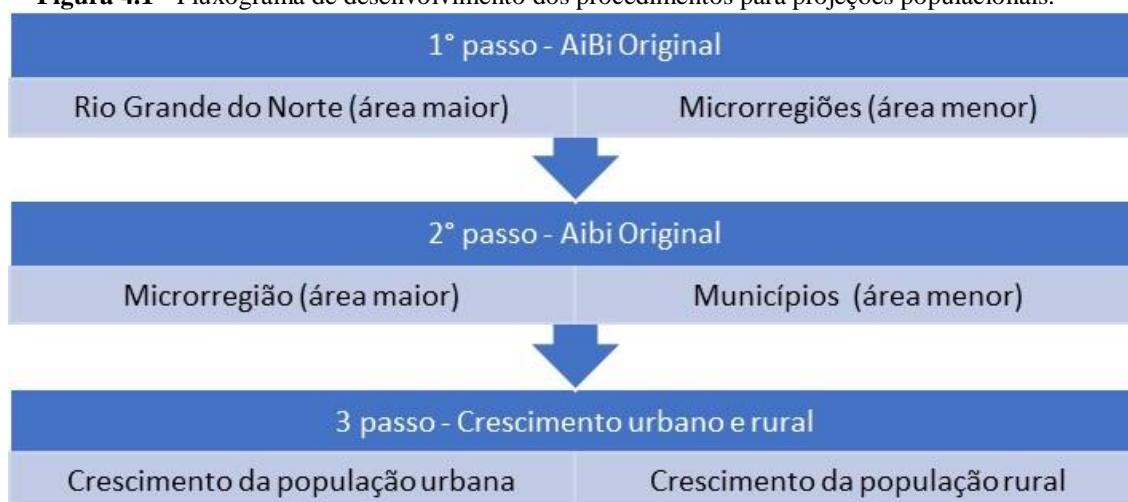 Figura 4.1 - Fluxograma de desenvolvimento dos procedimentos para projeções populacionais.
1° passo - AiBi Original
Rio Grande do Norte (área maior) Microrregiões (área menor)
2° passo - Aibi Original
Microrregião (área maior) Municípios (área menor)
3 passo - Crescimento urbano e rural
Crescimento da população urbana Crescimento da população rural